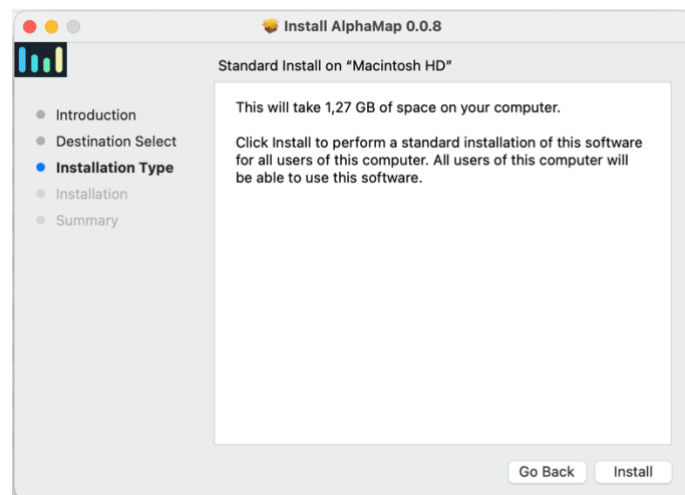 Install AlphaMap 0.0.8
Standard Install on “Macintosh HD”
Introduction
Destination Select
Installation Type
Installation
Summary
This will take 1,27 GB of space on your computer.
Click Install to perform a standard installation of this software
for all users of this computer. All users of this computer will
be able to use this software.
Go Back
Install